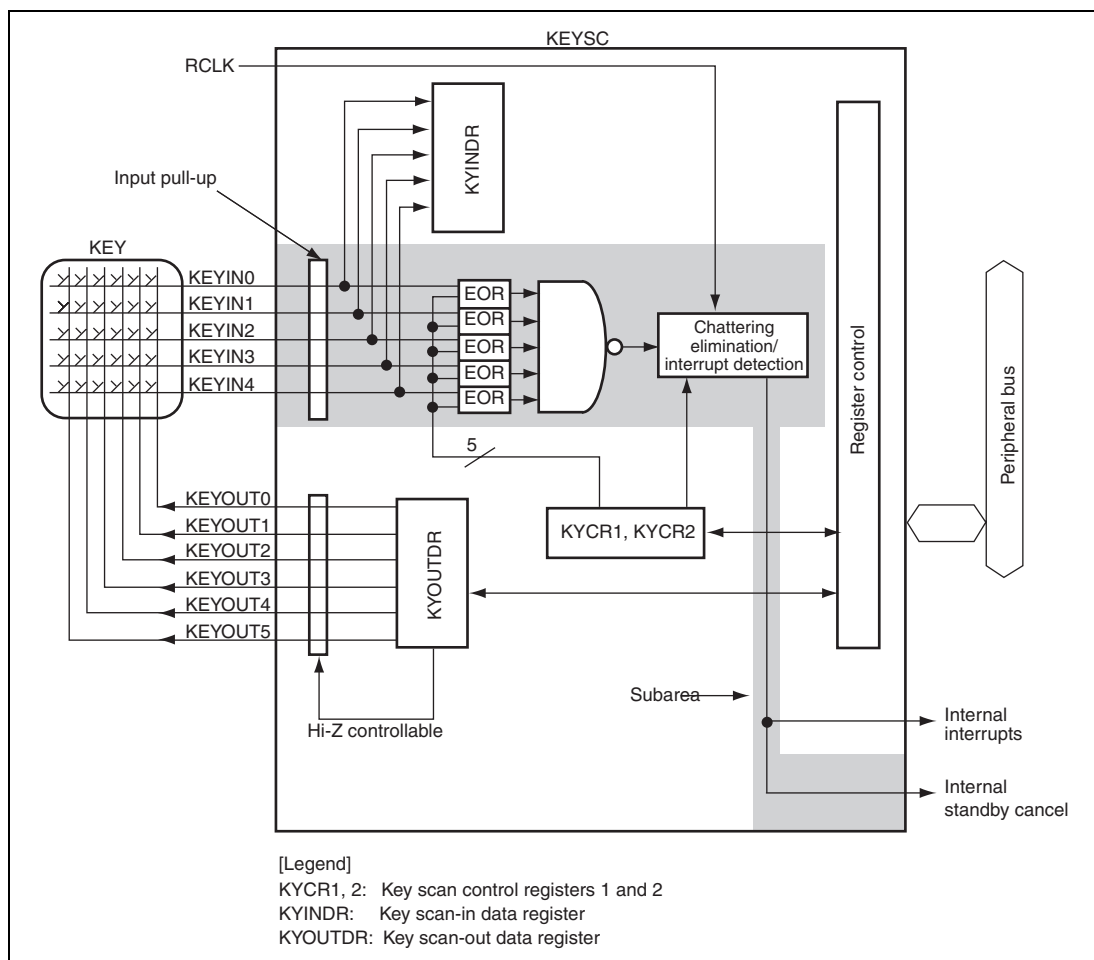 KEYSC
RCLK
KYINDR
Input pull-up
KEY
KEYIN0
KEYIN1
KEYIN2
KEYIN3
KEYIN4
EOR
EOR
EOR
EOR
EOR
Chattering
elimination/
interrupt detection
Register control
Peripheral bus
5
KEYOUT0
KEYOUT1
KEYOUT2
KEYOUT3
KEYOUT4
KEYOUT5
KYOUTDR
KYCR1, KYCR2
Hi-Z controllable
Subarea
Internal
interrupts
Internal
standby cancel
[Legend]
KYCR1, 2: Key scan control registers 1 and 2
KYINDR: Key scan-in data register
KYOUTDR: Key scan-out data register